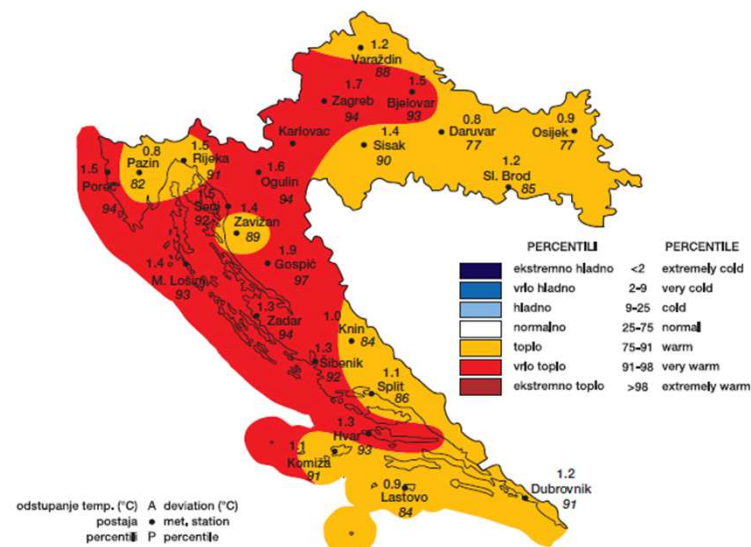 1.2
Varaždin
88
1.7
Zagreb
94
1.5
Bjelovar
93
Karlovac
1.4
Sisak
90
0.8
Daruvar
77
0.9
Osijek
77
1.2
Sl. Brod
85
1.5
Poreč
94
0.8
Pazin
82
1.5
Rijeka
91
1.6
Ogulin
94
1.5
Senj
92
1.4
Zavižan
89
1.9
Gospić
97
1.4
M. Lošinj
93
1.3
Zadar
94
1.0
Knin
84
1.3
Šibenik
92
1.1
Split
86
1.3
Hvar
93
1.1
Komiža
91
0.9
Lastovo
84
1.2
Dubrovnik
91
PERCENTILI PERCENTILE
ekstremno hladno <2 extremely cold
vrlo hladno 2-9 very cold
hladno 9-25 cold
normalno 25-75 normal
toplo 75-91 warm
vrlo toplo 91-98 very warm
ekstremno toplo >98 extremely warm
odstupanje temp. (°C) A deviation (°C)
postaja met. station
percentili P percentile